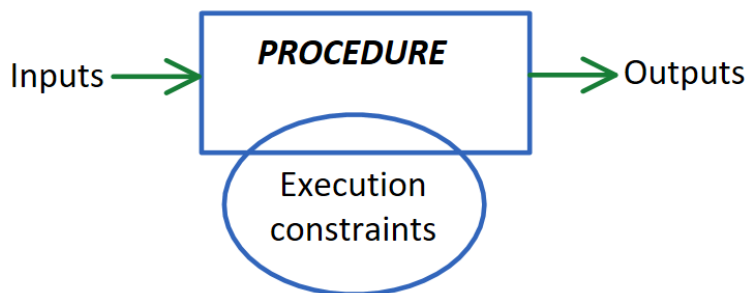 PROCEDURE
Inputs
Outputs
Execution
constraints